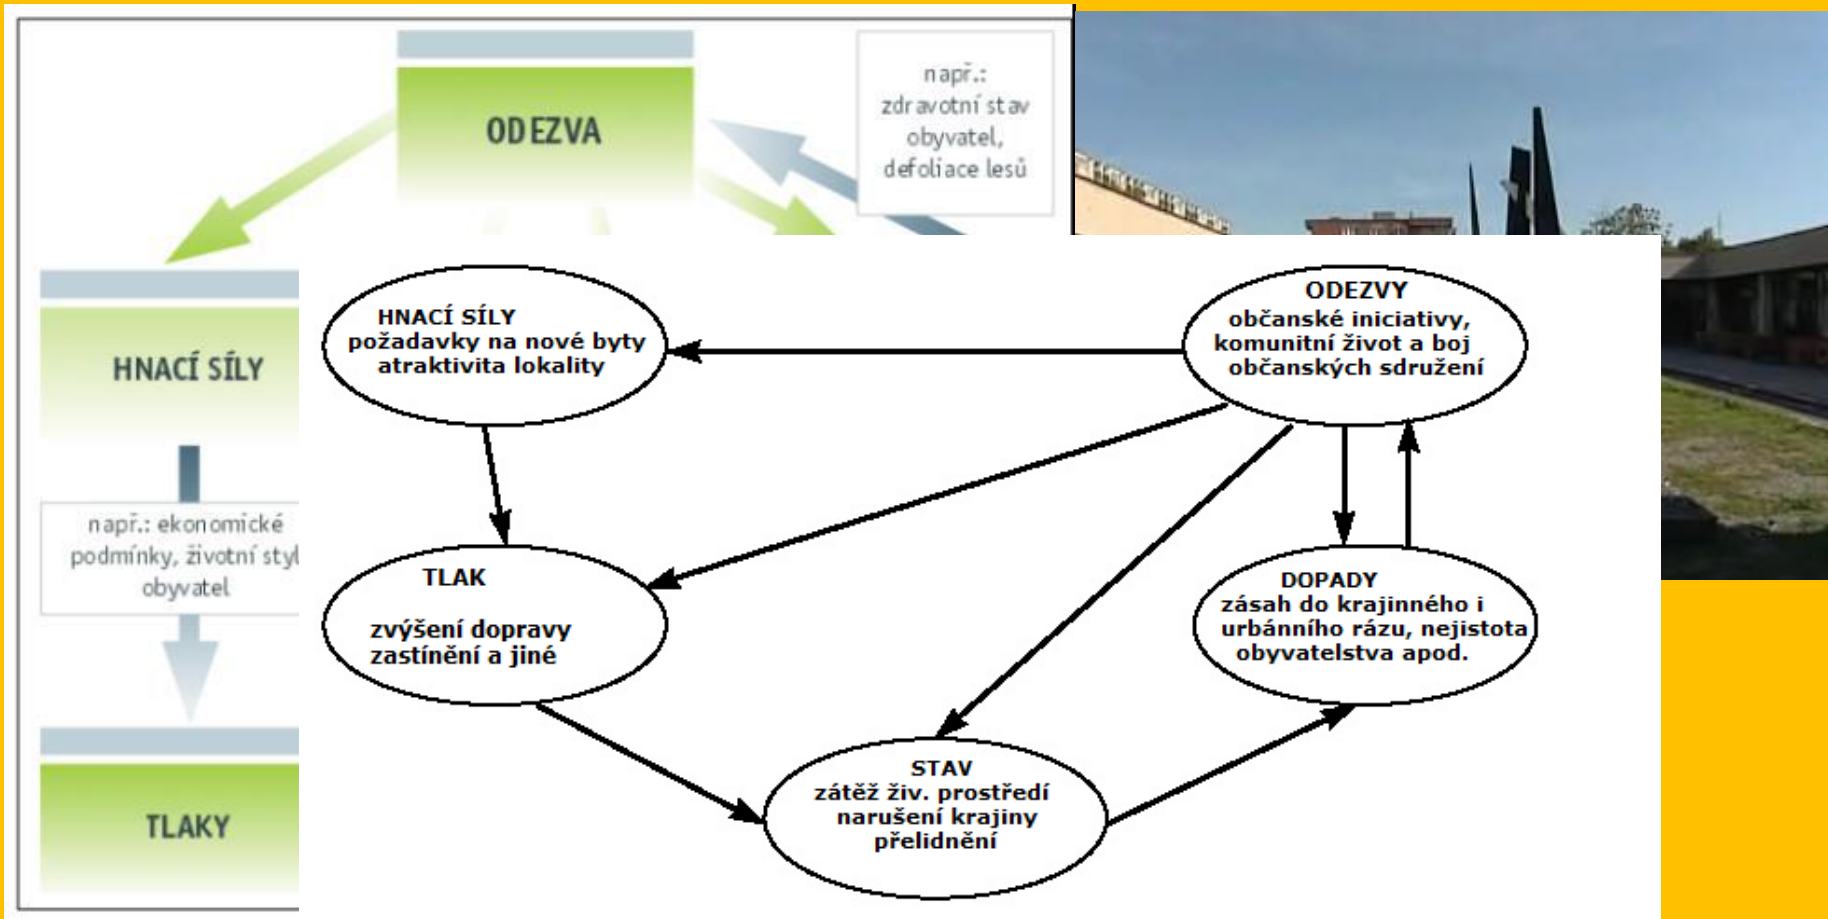 ODEZVA
např.:
zdravotní stav
obyvatel,
defoliace lesů
HNACÍ SÍLY
např.: ekonomické
podmínky, životní styl
obyvatel
TLAKY
HNACÍ SÍLY
požadavky na nové byty
atraktivita lokality
ODEZVY
občanské iniciativy,
komunitní život a boj
občanských sdružení
TLAK
zvýšení dopravy
zastínění a jiné
DOPADY
zásah do krajinného i
urbánního rázu, nejistota
obyvatelstva apod.
STAV
zátěž živ. prostředí
narušení krajiny
přelidnění